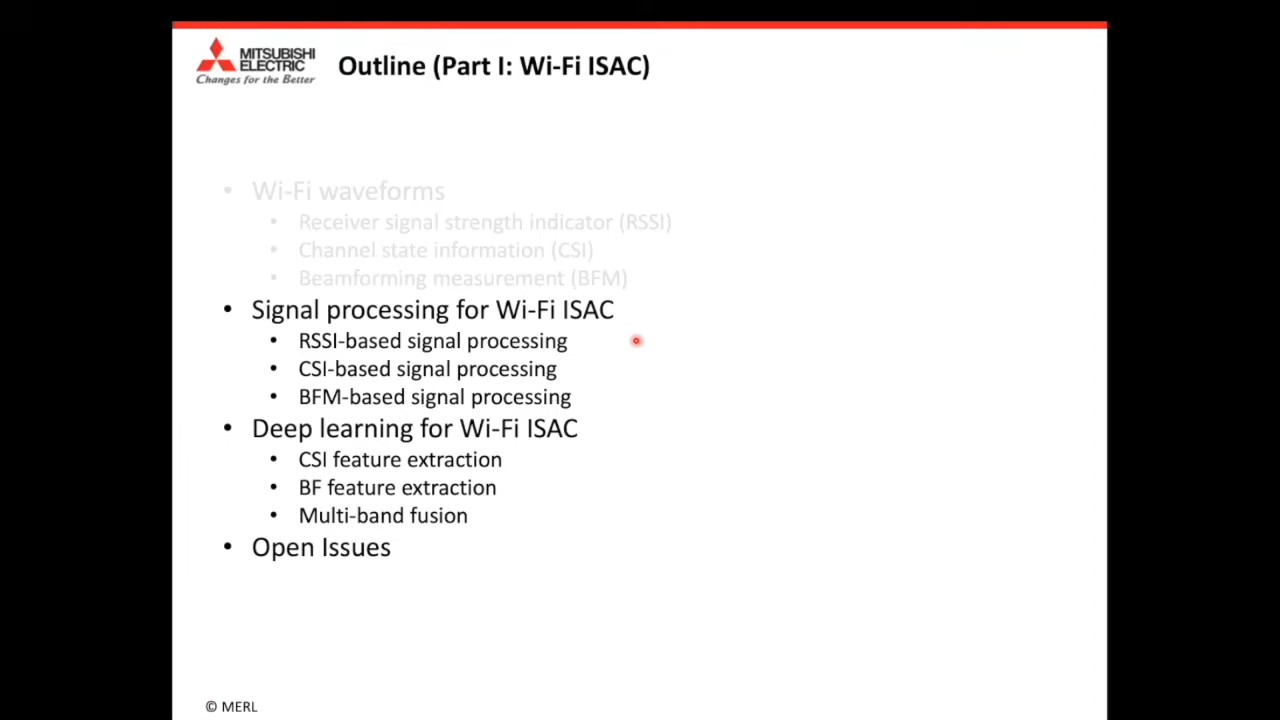 MITSUBISHI
ELECTRIC
Changes for the Better
Outline (Part I: Wi-Fi ISAC)
• Wi-Fi waveforms
• Receiver signal strength indicator (RSSI)
• Channel state information (CSI)
• Beamforming measurement (BFM)
• Signal processing for Wi-Fi ISAC
• RSSI-based signal processing
• CSI-based signal processing
• BFM-based signal processing
• Deep learning for Wi-Fi ISAC
• CSI feature extraction
• BF feature extraction
• Multi-band fusion
• Open Issues
© MERL